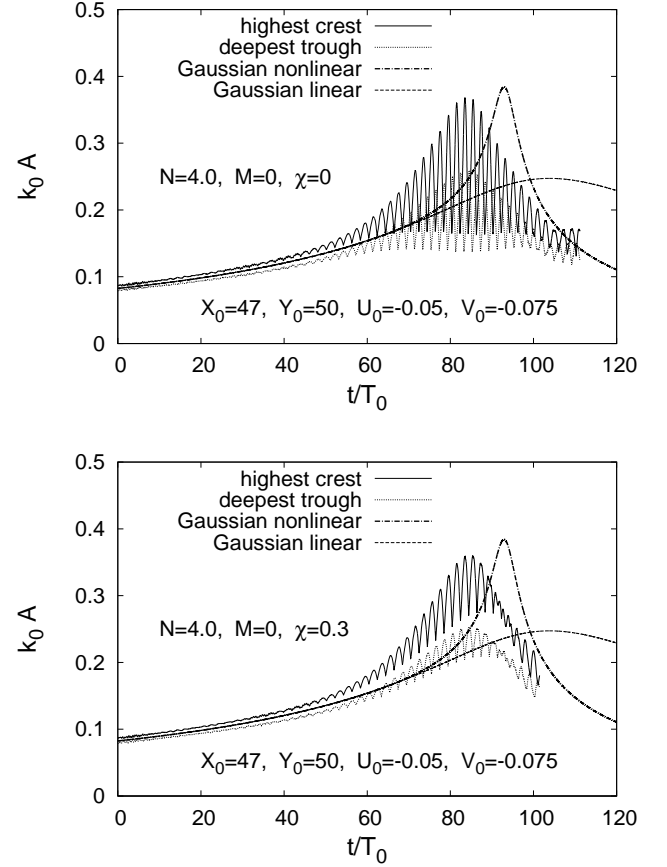 0.5
0.4
0.3
0.2
0.1
0
k₀ A
highest crest
deepest trough
Gaussian nonlinear
Gaussian linear
N=4.0, M=0, χ=0
X₀=47, Y₀=50, U₀=-0.05, V₀=-0.075
0 20 40 60 80 100 120
t/T₀
0.5
0.4
0.3
0.2
0.1
0
k₀ A
highest crest
deepest trough
Gaussian nonlinear
Gaussian linear
N=4.0, M=0, χ=0.3
X₀=47, Y₀=50, U₀=-0.05, V₀=-0.075
0 20 40 60 80 100 120
t/T₀